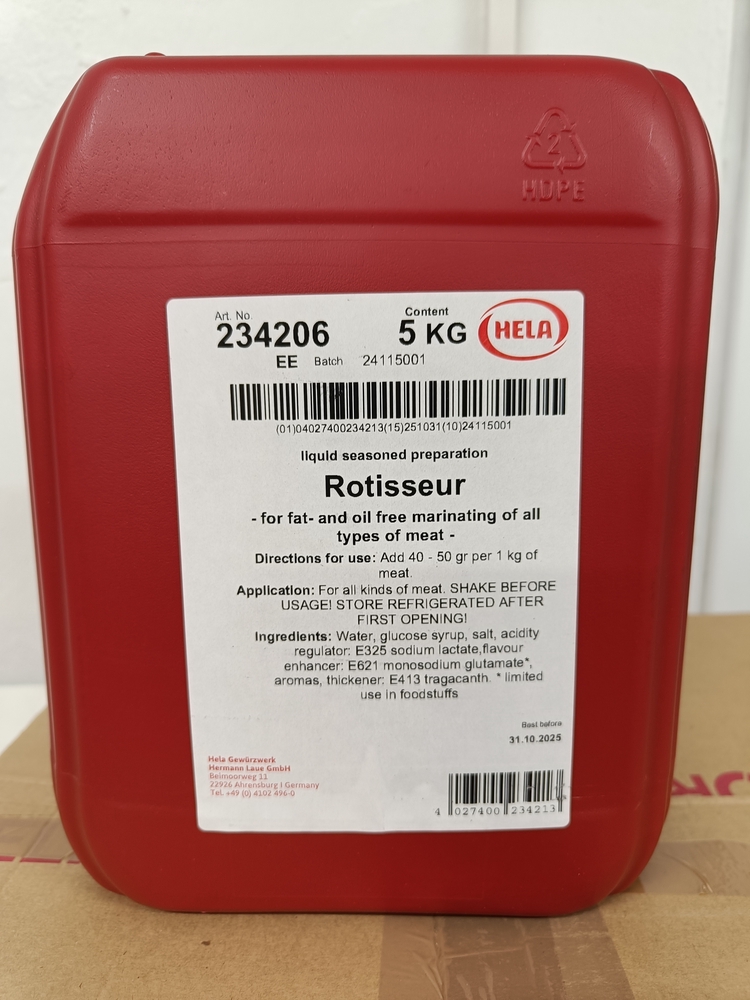 2
HDPE
Art. No.
Content
234206
5 KG
HELA
EE Batch 24115001
(01)04027400234213(15)251031(10)24115001
liquid seasoned preparation
Rotisseur
- for fat- and oil free marinating of all
types of meat -
Directions for use: Add 40 - 50 gr per 1 kg of
meat.
Application: For all kinds of meat. SHAKE BEFORE
USAGE! STORE REFRIGERATED AFTER
FIRST OPENING!
Ingredients: Water, glucose syrup, salt, acidity
regulator: E325 sodium lactate,flavour
enhancer: E621 monosodium glutamate*,
aromas, thickener: E413 tragacanth. * limited
use in foodstuffs
Best before
31.10.2025
Hela Gewürzwerk
Hermann Laue GmbH
Beimoorweg 11
22926 Ahrensburg I Germany
Tel. +49 (0) 4102 496-0
4 027400 234213